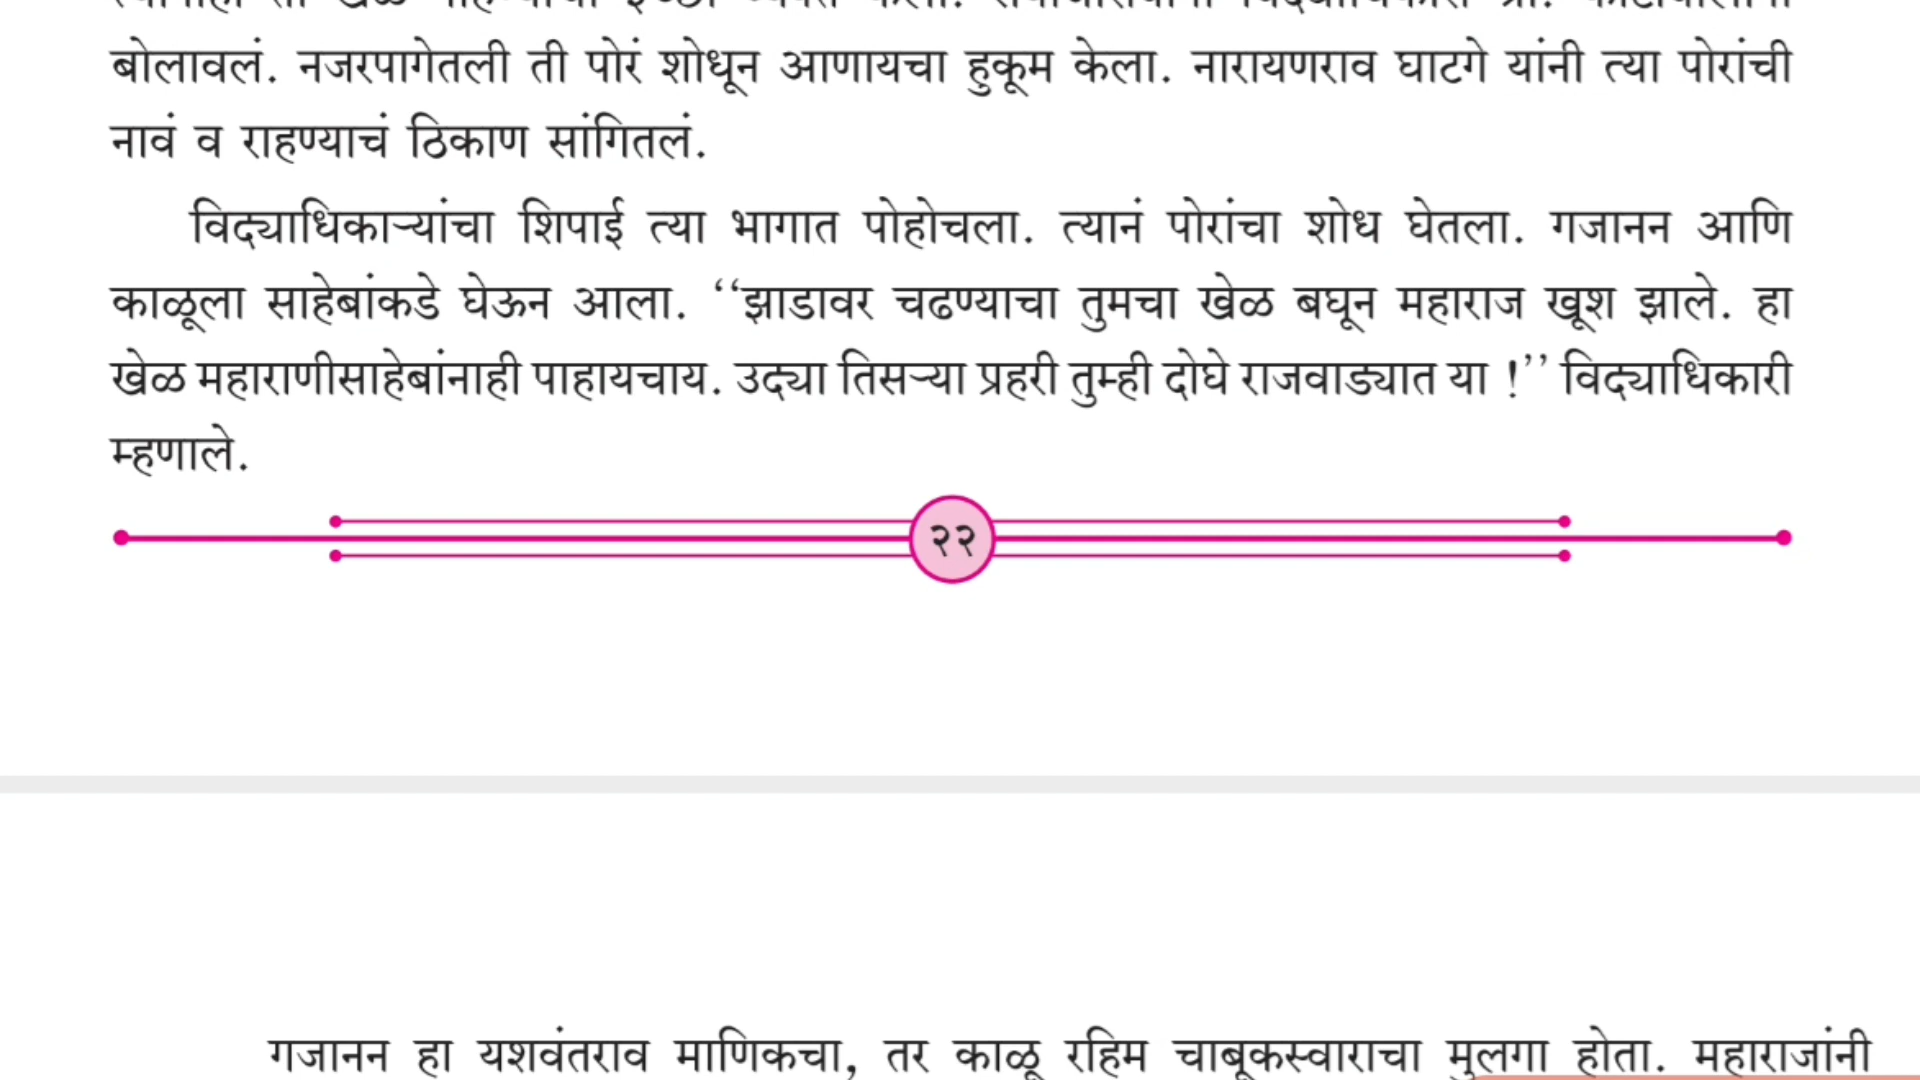 बोलावलं. नजरपागेतली ती पोरं शोधून आणायचा हुकूम केला. नारायणराव घाटगे यांनी त्या पोरांची
नावं व राहण्याचं ठिकाण सांगितलं.
विद्याधिकाऱ्यांचा शिपाई त्या भागात पोहोचला. त्यानं पोरांचा शोध घेतला. गजानन आणि
काळूला साहेबांकडे घेऊन आला. ‘‘झाडावर चढण्याचा तुमचा खेळ बघून महाराज खूश झाले. हा
खेळ महाराणीसाहेबांनाही पाहायचाय. उद्या तिसऱ्या प्रहरी तुम्ही दोघे राजवाड्यात या !’’ विद्याधिकारी
म्हणाले.
२२
गजानन हा यशवंतराव माणिकचा, तर काळू रहिम चाबूकस्वाराचा मुलगा होता. महाराजांनी